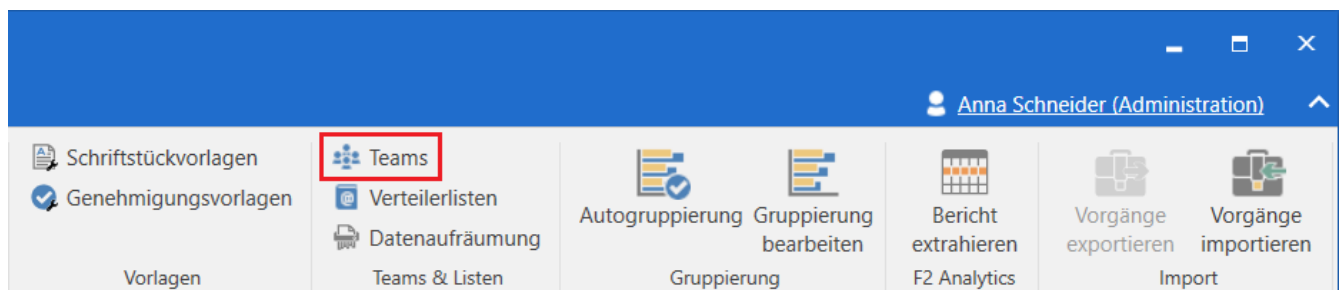 Anna Schneider (Administration)
Schriftstückvorlagen
Genehmigungsvorlagen
Vorlagen
Teams
Verteilerlisten
Datenaufräumung
Teams & Listen
Autogruppierung
Gruppierung
bearbeiten
Gruppierung
Bericht
extrahieren
F2 Analytics
Vorgänge
exportieren
Vorgänge
importieren
Import